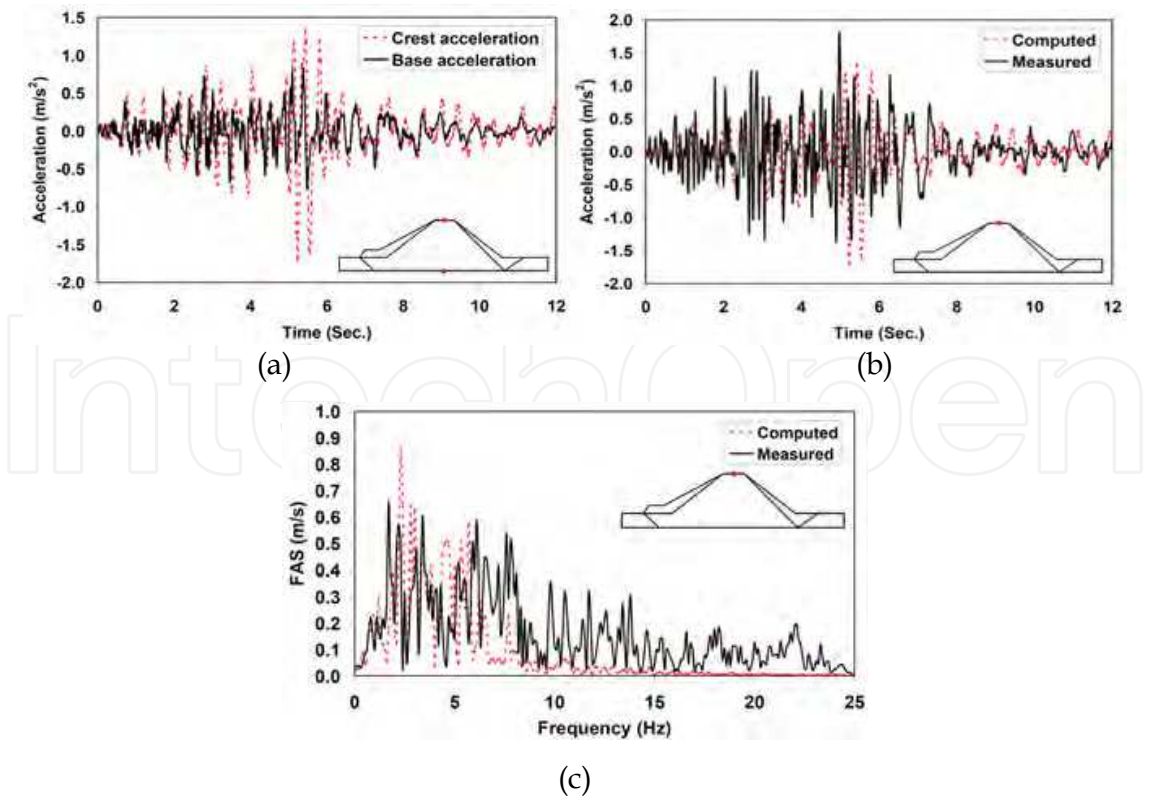 1.5
1.0
0.5
0.0
-0.5
-1.0
-1.5
-2.0
Acceleration (m/s²)
Crest acceleration
Base acceleration
0 2 4 6 8 10 12
Time (Sec.)
(a)
2.0
1.5
1.0
0.5
0.0
-0.5
-1.0
-1.5
-2.0
Acceleration (m/s²)
Computed
Measured
0 2 4 6 8 10 12
Time (Sec.)
(b)
IntechOpen
1.0
0.9
0.8
0.7
0.6
0.5
0.4
0.3
0.2
0.1
0.0
FAS (m/s)
Computed
Measured
0 5 10 15 20 25
Frequency (Hz)
(c)